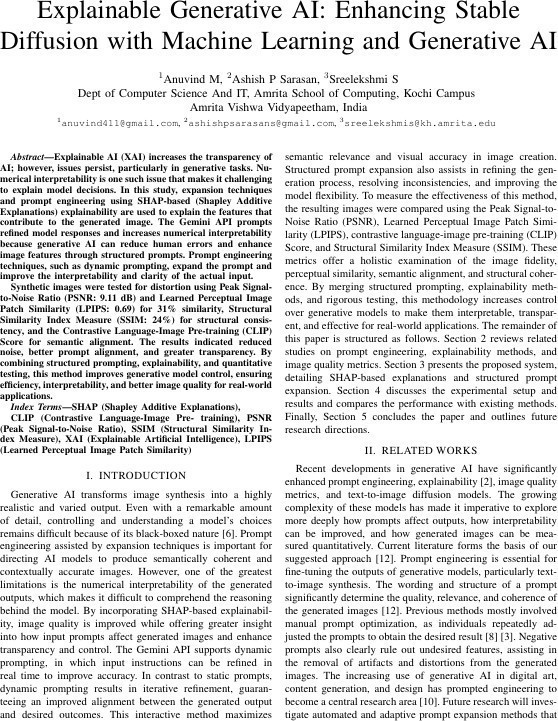 Explainable Generative AI: Enhancing Stable
Diffusion with Machine Learning and Generative AI
1Anuvind M, 2Ashish P Sarasan, 3Sreelekshmi S
Dept of Computer Science And IT, Amrita School of Computing, Kochi Campus
Amrita Vishwa Vidyapeetham, India
1anuvind411@gmail.com, 2ashishpsarasans@gmail.com, 3sreelekshmis@kh.amrita.edu
Abstract—Explainable AI (XAI) increases the transparency of
AI; however, issues persist, particularly in generative tasks. Nu-
merical interpretability is one such issue that makes it challenging
to explain model decisions. In this study, expansion techniques
and prompt engineering using SHAP-based (Shapley Additive
Explanations) explainability are used to explain the features that
contribute to the generated image. The Gemini API prompts
refined model responses and increases numerical interpretability
because generative AI can reduce human errors and enhance
image features through structured prompts. Prompt engineering
techniques, such as dynamic prompting, expand the prompt and
improve the interpretability and clarity of the actual input.
Synthetic images were tested for distortion using Peak Signal-
to-Noise Ratio (PSNR: 9.11 dB) and Learned Perceptual Image
Patch Similarity (LPIPS: 0.69) for 31% similarity, Structural
Similarity Index Measure (SSIM: 24%) for structural consis-
tency, and the Contrastive Language-Image Pre-training (CLIP)
Score for semantic alignment. The results indicated reduced
noise, better prompt alignment, and greater transparency. By
combining structured prompting, explainability, and quantitative
testing, this method improves generative model control, ensuring
efficiency, interpretability, and better image quality for real-world
applications.
Index Terms—SHAP (Shapley Additive Explanations),
CLIP (Contrastive Language-Image Pre- training), PSNR
(Peak Signal-to-Noise Ratio), SSIM (Structural Similarity In-
dex Measure), XAI (Explainable Artificial Intelligence), LPIPS
(Learned Perceptual Image Patch Similarity)
I. INTRODUCTION
Generative AI transforms image synthesis into a highly
realistic and varied output. Even with a remarkable amount
of detail, controlling and understanding a model's choices
remains difficult because of its black-boxed nature [6]. Prompt
engineering assisted by expansion techniques is important for
directing AI models to produce semantically coherent and
contextually accurate images. However, one of the greatest
limitations is the numerical interpretability of the generated
outputs, which makes it difficult to comprehend the reasoning
behind the model. By incorporating SHAP-based explainabil-
ity, image quality is improved while offering greater insight
into how input prompts affect generated images and enhance
transparency and control. The Gemini API supports dynamic
prompting, in which input instructions can be refined in
real time to improve accuracy. In contrast to static prompts,
dynamic prompting results in iterative refinement, guaran-
teeing an improved alignment between the generated output
and desired outcomes. This interactive method maximizes
semantic relevance and visual accuracy in image creation.
Structured prompt expansion also assists in refining the gen-
eration process, resolving inconsistencies, and improving the
model flexibility. To measure the effectiveness of this method,
the resulting images were compared using the Peak Signal-to-
Noise Ratio (PSNR), Learned Perceptual Image Patch Simi-
larity (LPIPS), contrastive language-image pre-training (CLIP)
Score, and Structural Similarity Index Measure (SSIM). These
metrics offer a holistic examination of the image fidelity,
perceptual similarity, semantic alignment, and structural coher-
ence. By merging structured prompting, explainability meth-
ods, and rigorous testing, this methodology increases control
over generative models to make them interpretable, transpar-
ent, and effective for real-world applications. The remainder of
this paper is structured as follows. Section 2 reviews related
studies on prompt engineering, explainability methods, and
image quality metrics. Section 3 presents the proposed system,
detailing SHAP-based explanations and structured prompt
expansion. Section 4 discusses the experimental setup and
results and compares the performance with existing methods.
Finally, Section 5 concludes the paper and outlines future
research directions.
II. RELATED WORKS
Recent developments in generative AI have significantly
enhanced prompt engineering, explainability [2], image quality
metrics, and text-to-image diffusion models. The growing
complexity of these models has made it imperative to explore
more deeply how prompts affect outputs, how interpretability
can be improved, and how generated images can be mea-
sured quantitatively. Current literature forms the basis of our
suggested approach [12]. Prompt engineering is essential for
fine-tuning the outputs of generative models, particularly text-
to-image synthesis. The wording and structure of a prompt
significantly determine the quality, relevance, and coherence of
the generated images [12]. Previous methods mostly involved
manual prompt optimization, as individuals repeatedly ad-
justed the prompts to obtain the desired result [8] [3]. Negative
prompts also clearly rule out undesired features, assisting in
the removal of artifacts and distortions from the generated
images. The increasing use of generative AI in digital art,
content generation, and design has prompted engineering to
become a central research area [10]. Future research will inves-
tigate automated and adaptive prompt expansion methods that